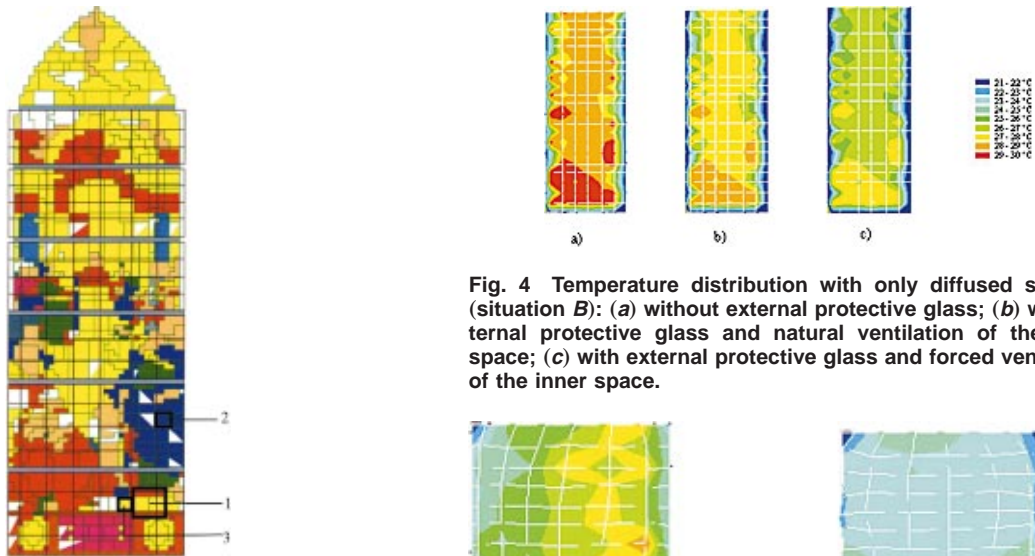 2
1
3
a)
b)
c)
21 - 22 °C
22 - 23 °C
23 - 24 °C
24 - 25 °C
25 - 26 °C
26 - 27 °C
27 - 28 °C
28 - 29 °C
29 - 30 °C
Fig. 4 Temperature distribution with only diffused s
(situation B): (a) without external protective glass; (b) w
ternal protective glass and natural ventilation of the
space; (c) with external protective glass and forced ven
of the inner space.